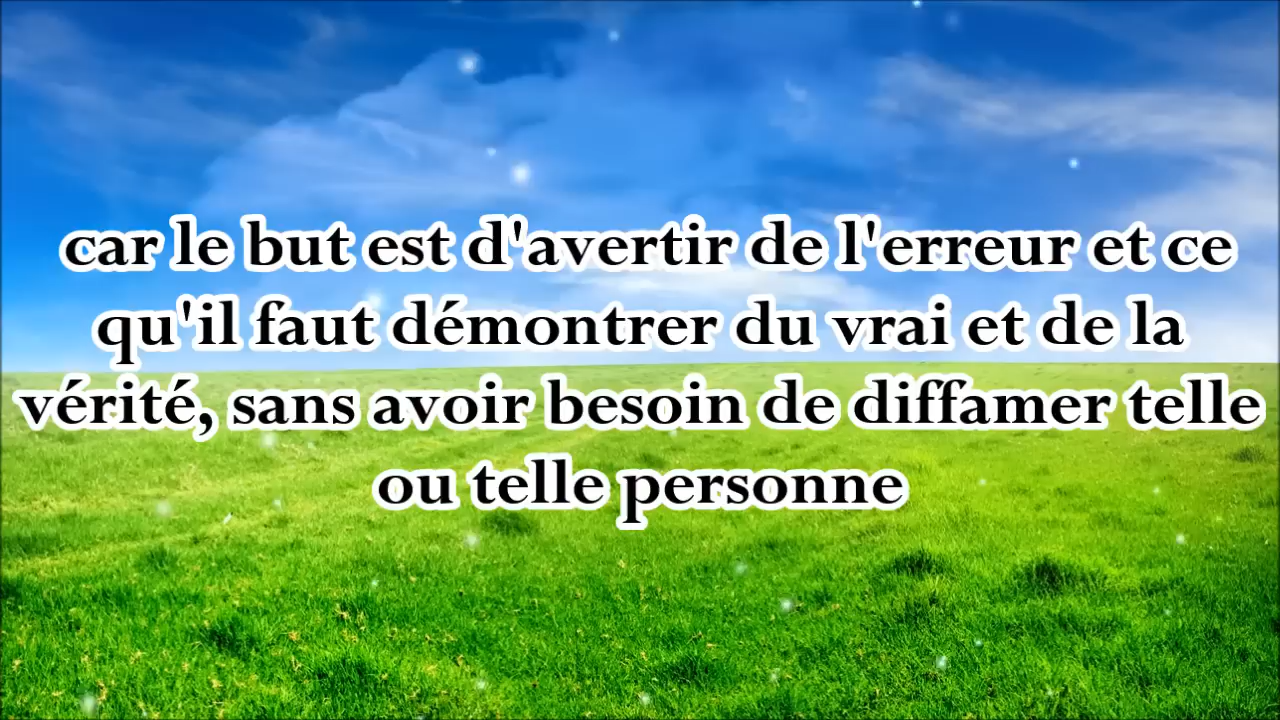 car le but est d'avertir de l'erreur et ce
qu'il faut démontrer du vrai et de la
vérité, sans avoir besoin de diffamer telle
ou telle personne